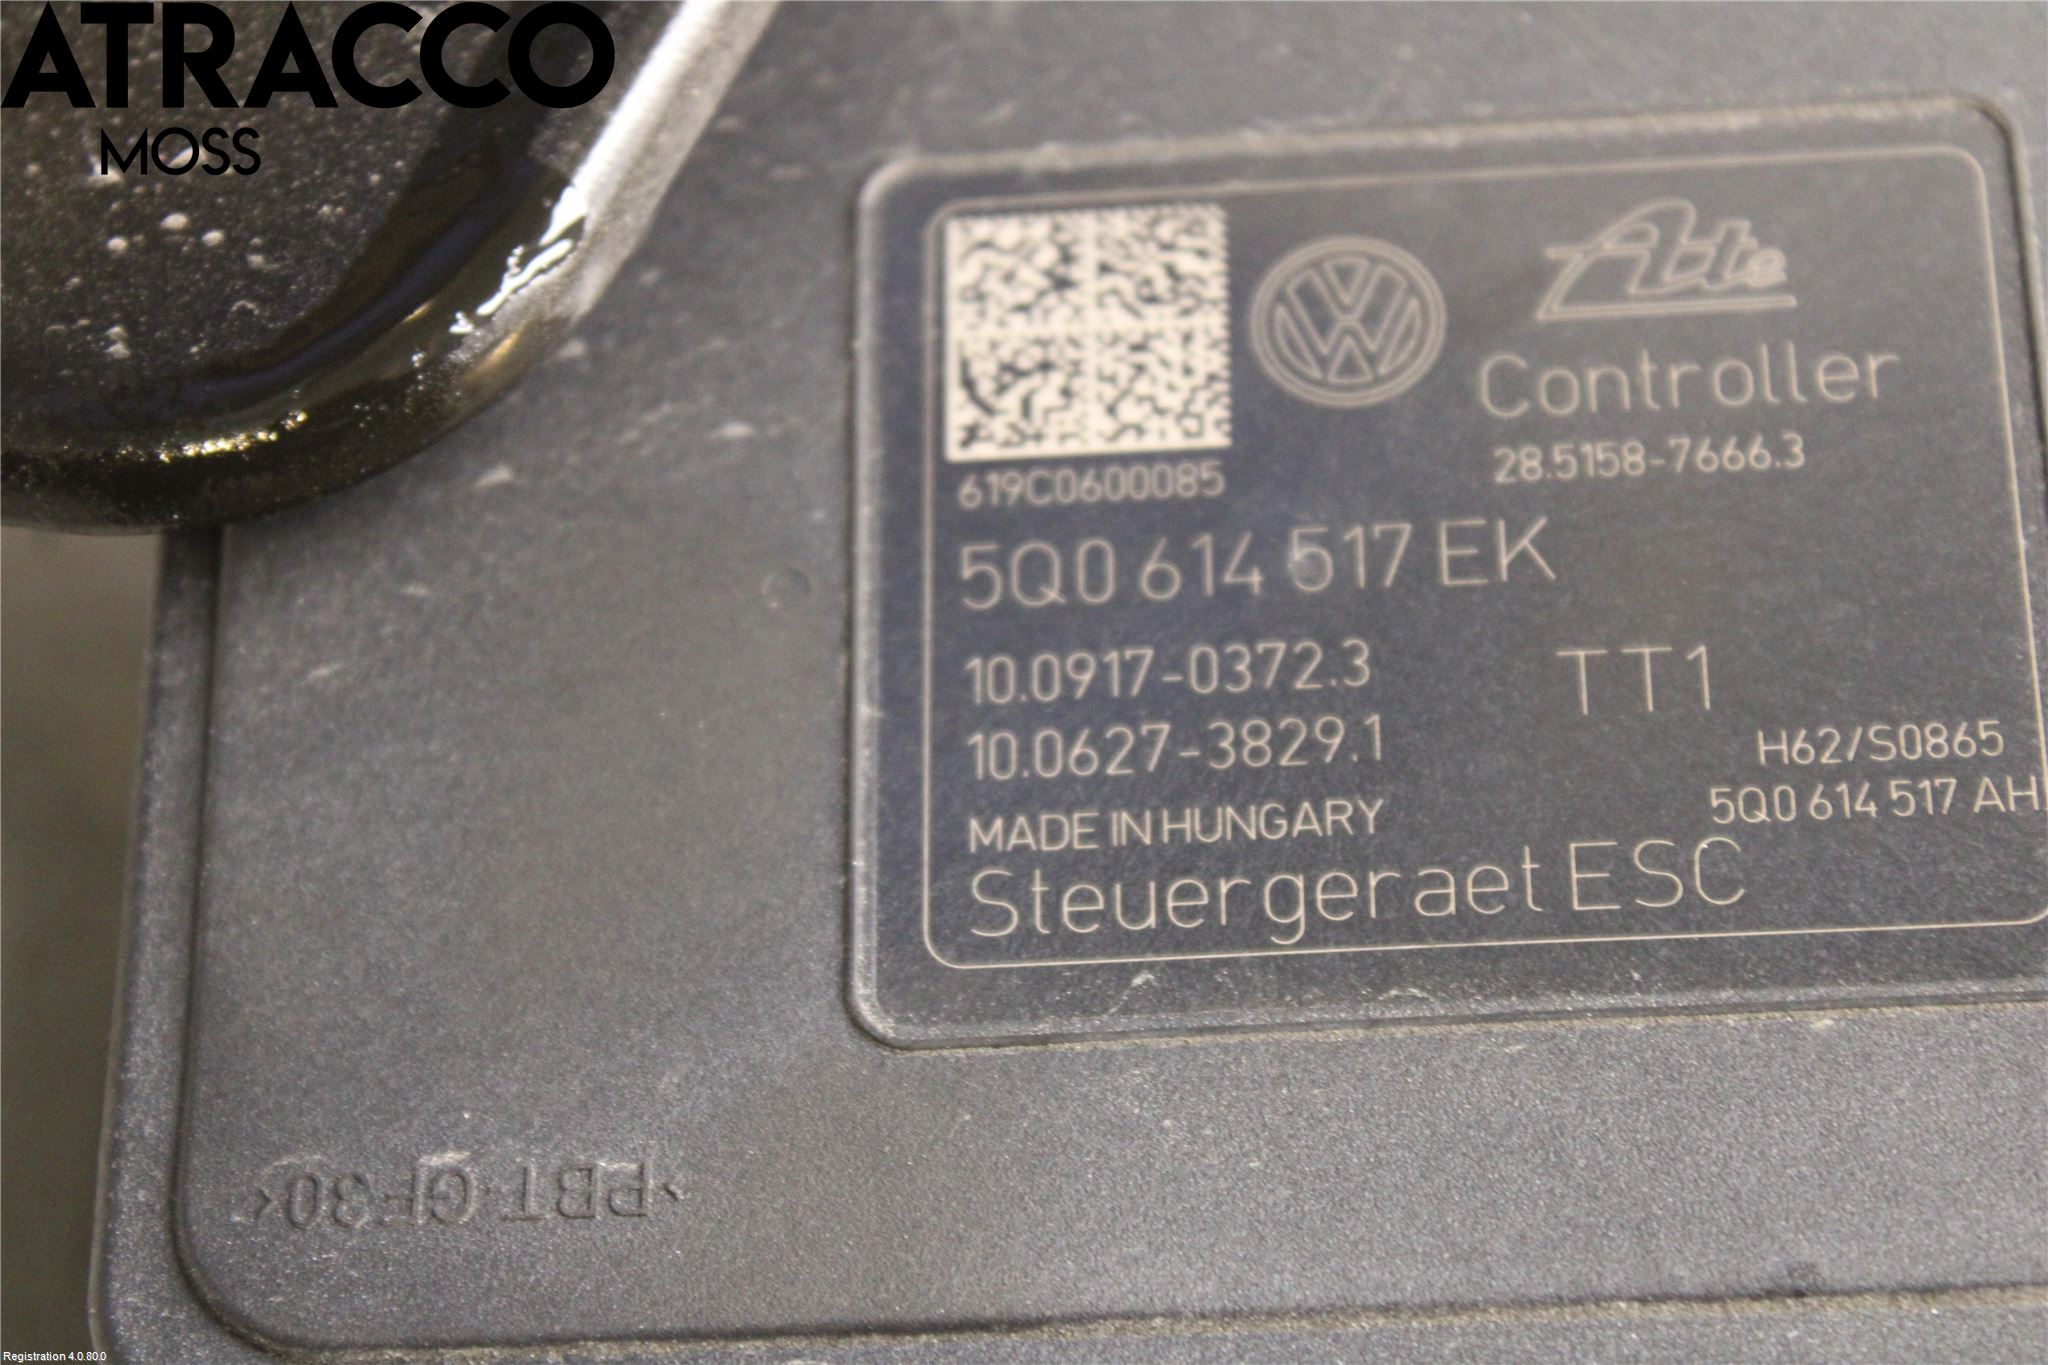 ATRACCO
MOSS
Ate
Controller
28.5158-7666.3
619C0600085
5Q0 614 517 EK
10.0917-0372.3
TT1
10.0627-3829.1
H62/S0865
5Q0 614 517 AH
MADE IN HUNGARY
Steuergeraet ESC
>PBT-GF30<
Registration 4.0.80.0